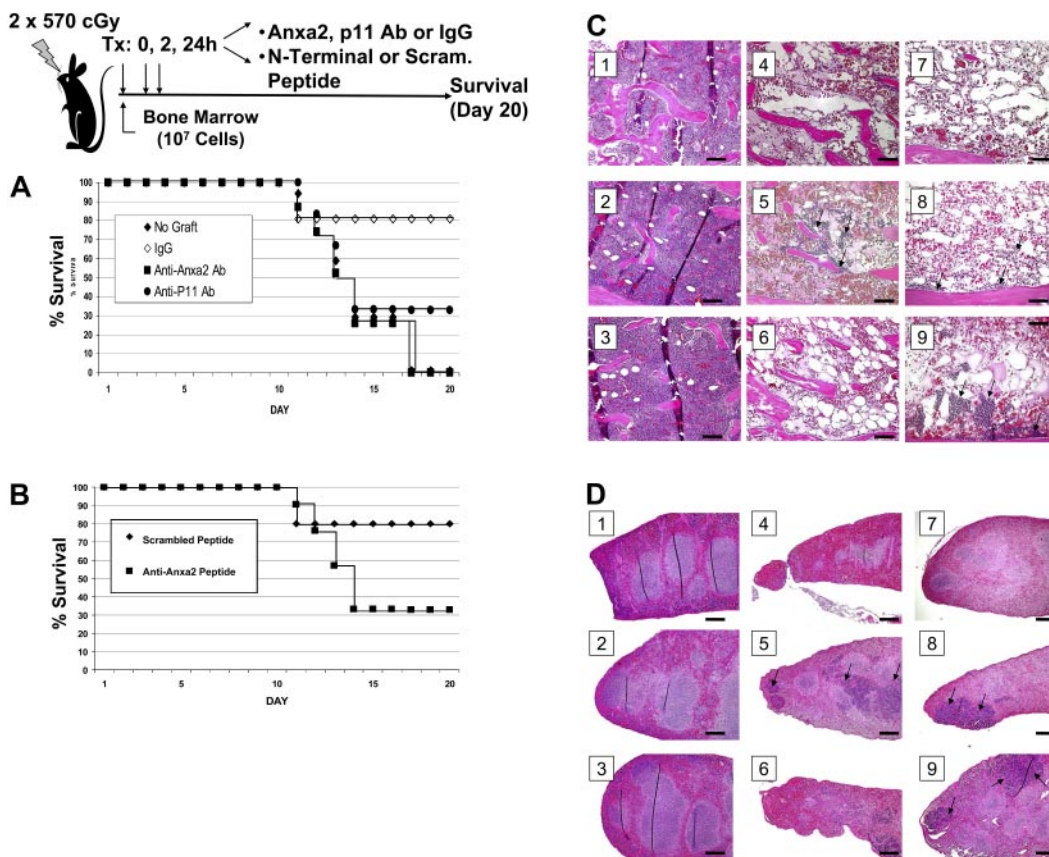 2 x 570 cGy
Tx: 0, 2, 24h
•Anxa2, p11 Ab or IgG
•N-Terminal or Scram.
Peptide
Survival
(Day 20)
Bone Marrow
(10⁷ Cells)
A
% Survival
% Survival
100
90
80
70
60
50
40
30
20
10
0
No Graft
IgG
Anti-Anxa2 Ab
Anti-P11 Ab
1 5 10 15 20
DAY
B
% Survival
100
90
80
70
60
50
40
30
20
10
0
Scrambled Peptide
Anti-Anxa2 Peptide
1 5 10 15 20
DAY
C
1 4 7
2 5 8
3 6 9
D
1 4 7
2 5 8
3 6 9